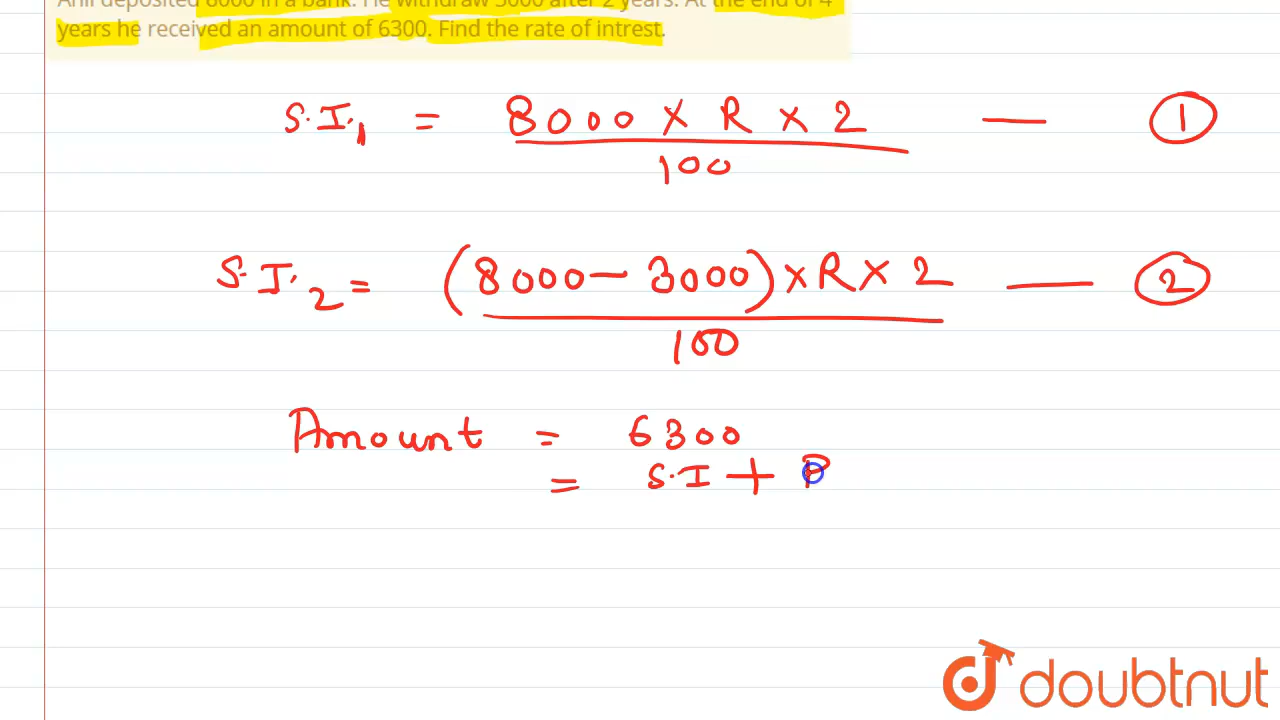 Anil deposited 8000 in a bank. He withdraw 3000 after 2 years. At the end of 4
years he received an amount of 6300. Find the rate of intrest.
S.I.₁ = 8000 × R × 2 — ①
100
S.I.₂ = (8000 − 3000) × R × 2 — ②
100
Amount = 6300
= S.I + P
doubtnut